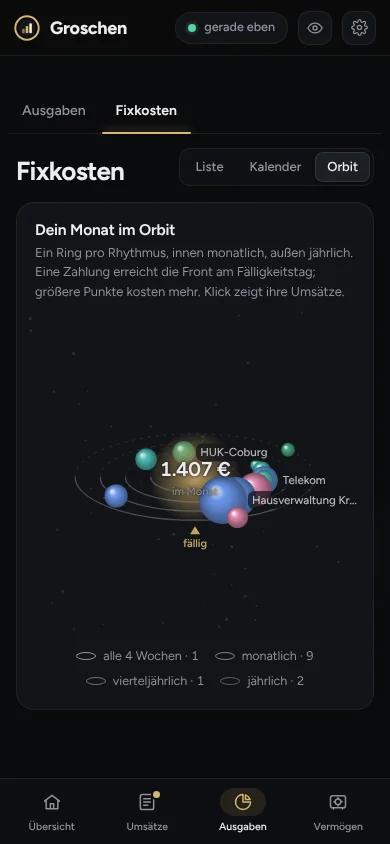 Groschen
gerade eben
Ausgaben
Fixkosten
Fixkosten
Liste
Kalender
Orbit
Dein Monat im Orbit
Ein Ring pro Rhythmus, innen monatlich, außen jährlich.
Eine Zahlung erreicht die Front am Fälligkeitstag;
größere Punkte kosten mehr. Klick zeigt ihre Umsätze.
HUK-Coburg
1.407 €
im Monat
Telekom
Hausverwaltung Kr...
fällig
alle 4 Wochen · 1
monatlich · 9
vierteljährlich · 1
jährlich · 2
Übersicht
Umsätze
Ausgaben
Vermögen